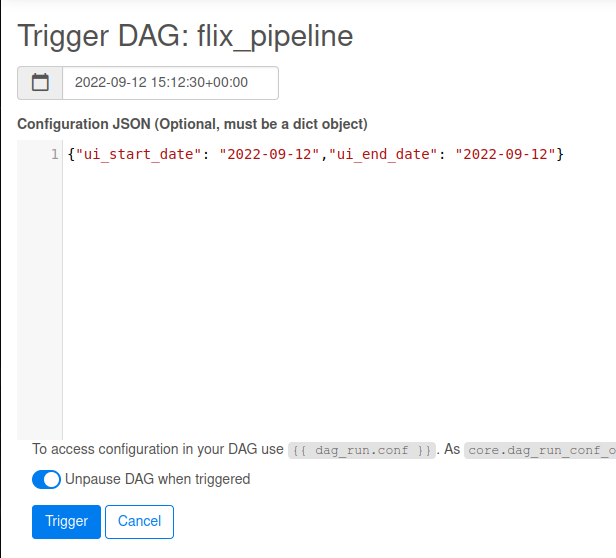 Trigger DAG: flix_pipeline
2022-09-12 15:12:30+00:00
Configuration JSON (Optional, must be a dict object)
1 {"ui_start_date": "2022-09-12","ui_end_date": "2022-09-12"}
To access configuration in your DAG use {{ dag_run.conf }}. As core.dag_run_conf_o
Unpause DAG when triggered
Trigger Cancel